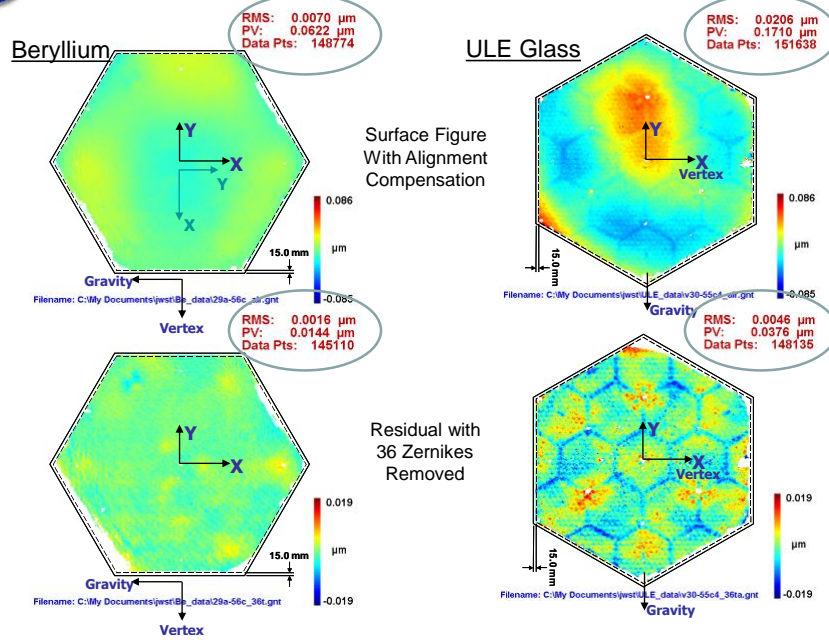 Beryllium
RMS: 0.0070 µm
PV: 0.0622 µm
Data Pts: 148774
Y
X
Y
X
0.086
µm
-0.085
15.0 mm
Gravity
Filename: C:\My Documents\jwst\Be_data\29a-56c_air.gnt
Vertex
Surface Figure
With Alignment
Compensation
ULE Glass
RMS: 0.0206 µm
PV: 0.1710 µm
Data Pts: 151638
Y
X
Vertex
0.086
µm
-0.085
15.0 mm
Filename: C:\My Documents\jwst\ULE_data\v30-55c4_air.gnt
Gravity
RMS: 0.0016 µm
PV: 0.0144 µm
Data Pts: 145110
Y
X
0.019
µm
-0.019
15.0 mm
Gravity
Filename: C:\My Documents\jwst\Be_data\29a-56c_36t.gnt
Vertex
Residual with
36 Zernikes
Removed
RMS: 0.0046 µm
PV: 0.0376 µm
Data Pts: 148135
Y
X
Vertex
0.019
µm
-0.019
15.0 mm
Filename: C:\My Documents\jwst\ULE_data\v30-55c4_36ta.gnt
Gravity